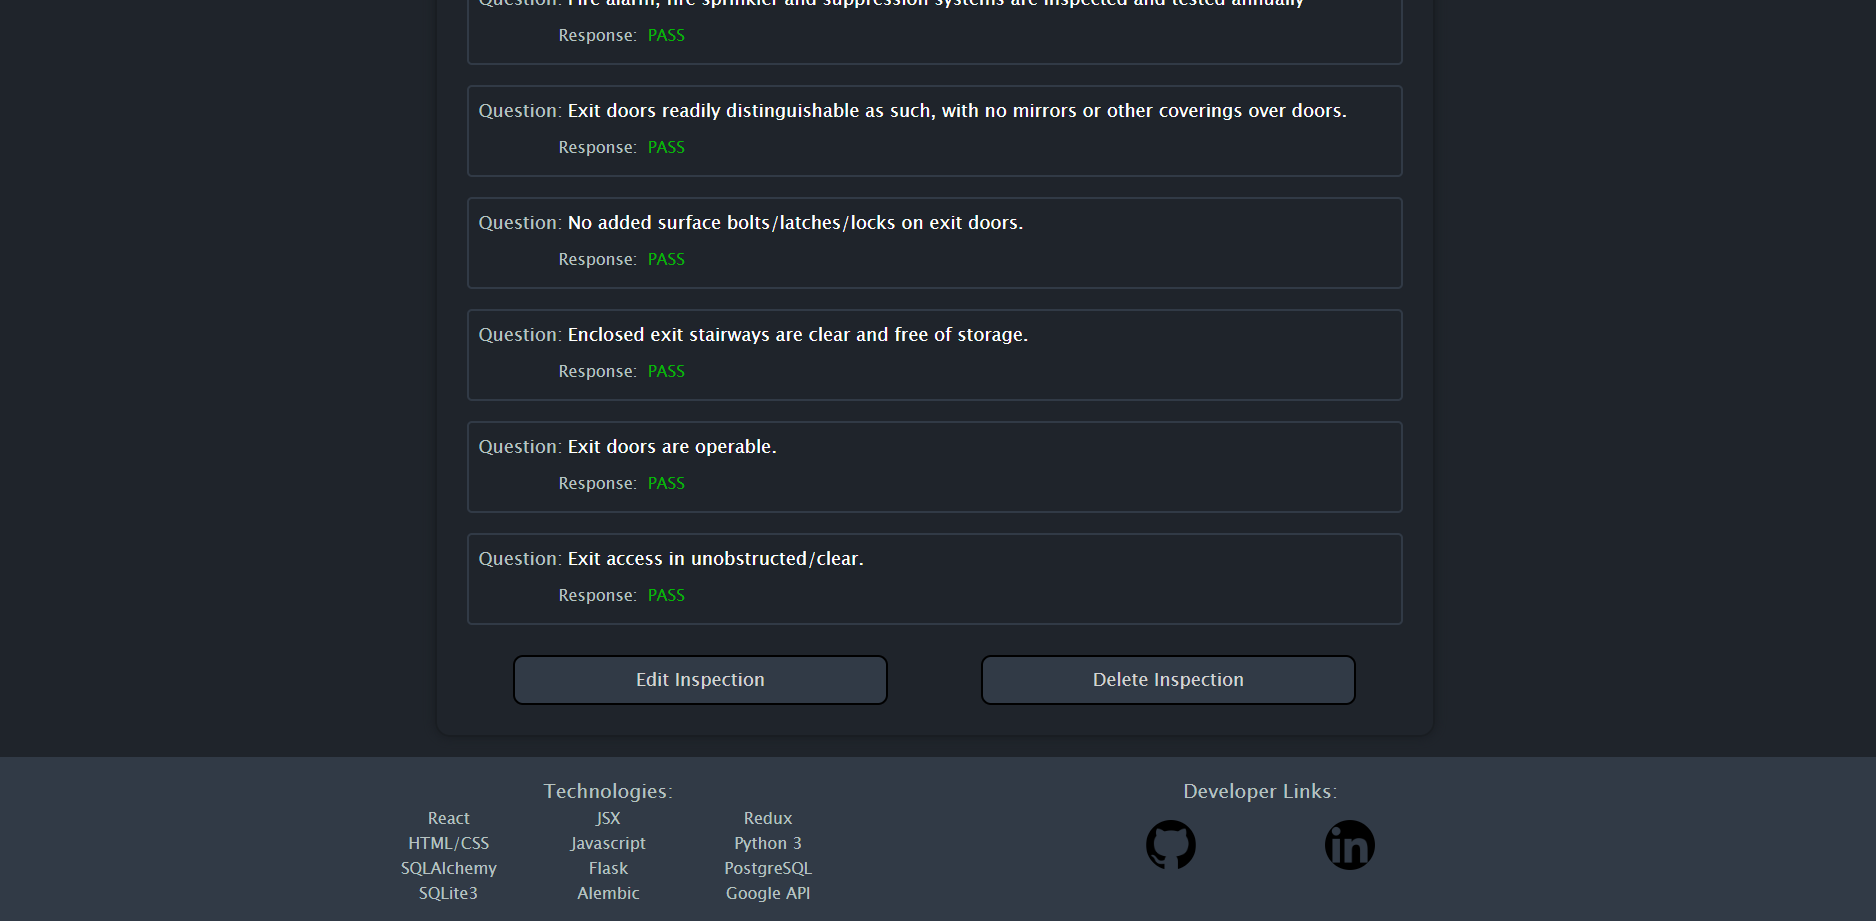 Question: Fire alarm, fire sprinkler and suppression systems are inspected and tested annually
Response: PASS
Question: Exit doors readily distinguishable as such, with no mirrors or other coverings over doors.
Response: PASS
Question: No added surface bolts/latches/locks on exit doors.
Response: PASS
Question: Enclosed exit stairways are clear and free of storage.
Response: PASS
Question: Exit doors are operable.
Response: PASS
Question: Exit access in unobstructed/clear.
Response: PASS
Edit Inspection
Delete Inspection
Technologies:
React
JSX
Redux
HTML/CSS
Javascript
Python 3
SQLAlchemy
Flask
PostgreSQL
SQLite3
Alembic
Google API
Developer Links:
in